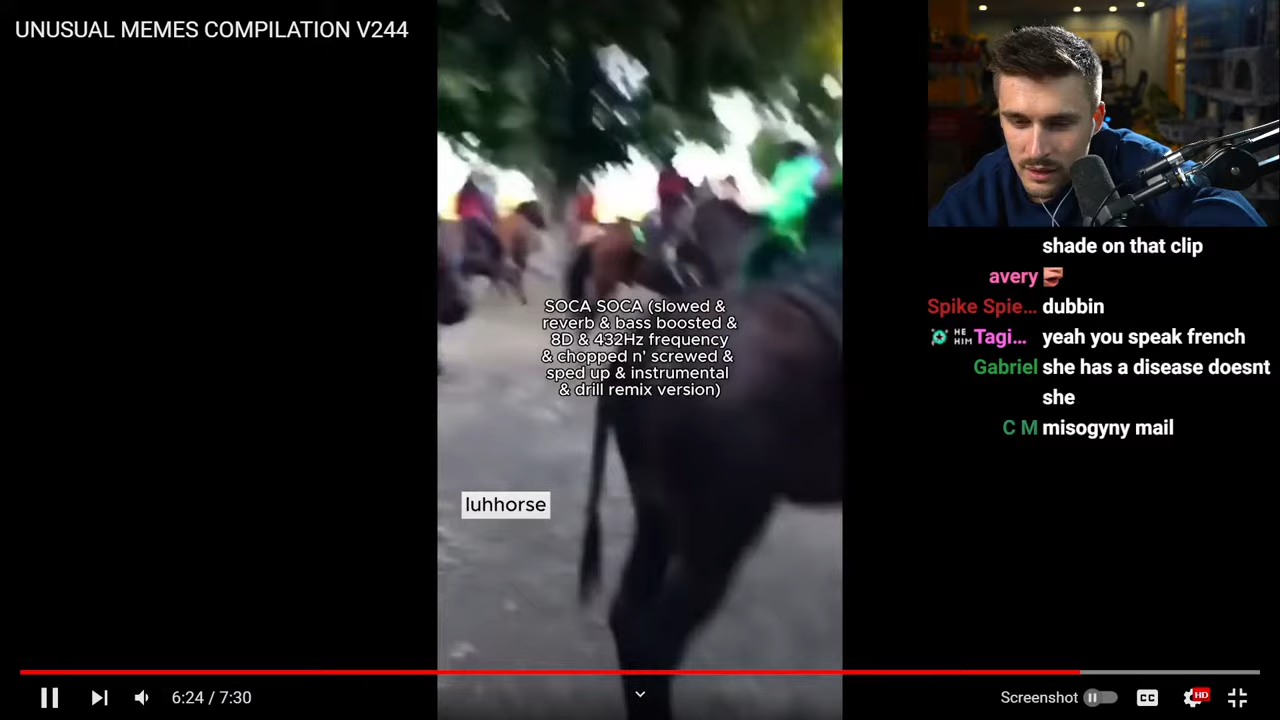 UNUSUAL MEMES COMPILATION V244
SOCA SOCA (slowed &
reverb & bass boosted &
8D & 432Hz frequency
& chopped n' screwed &
sped up & instrumental
& drill remix version)
luhhorse
shade on that clip
avery
Spike Spie... dubbin
HE HIM Tagi... yeah you speak french
Gabriel she has a disease doesnt
she
C M misogyny mail
6:24 / 7:30
Screenshot
CC
HD